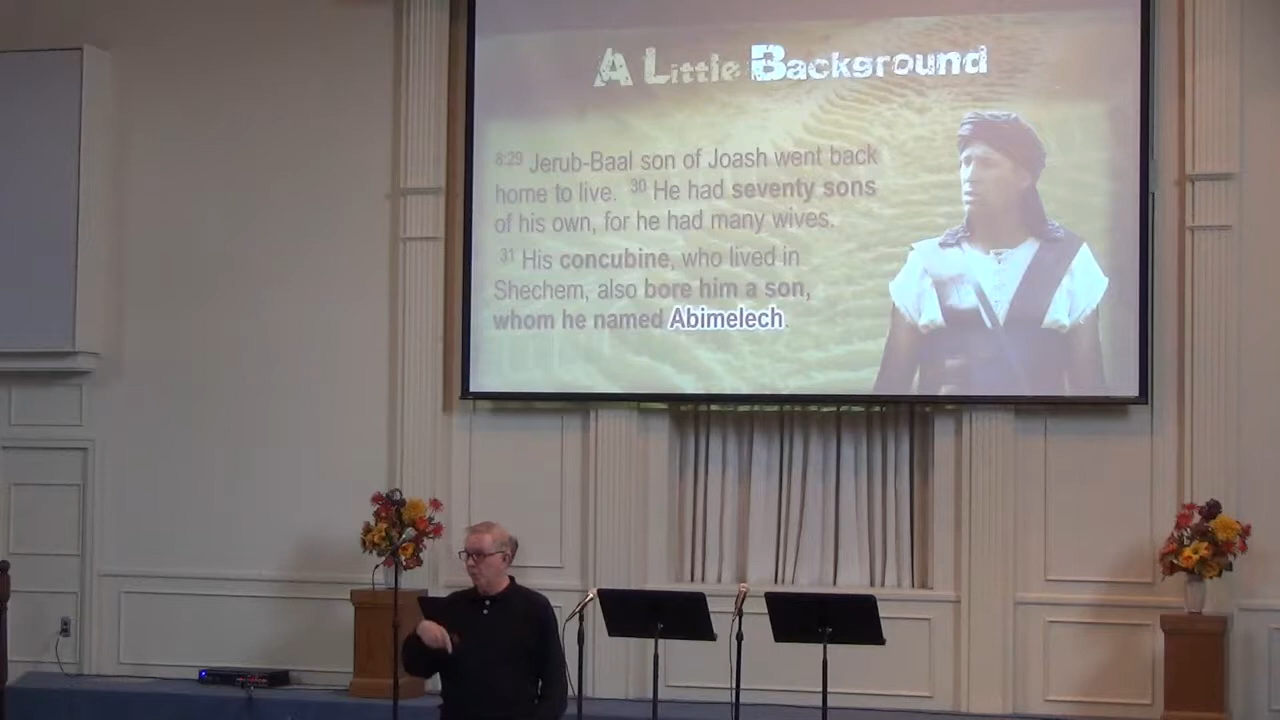 A Little Background
8:29 Jerub-Baal son of Joash went back
home to live. 30 He had seventy sons
of his own, for he had many wives.
31 His concubine, who lived in
Shechem, also bore him a son,
whom he named Abimelech.